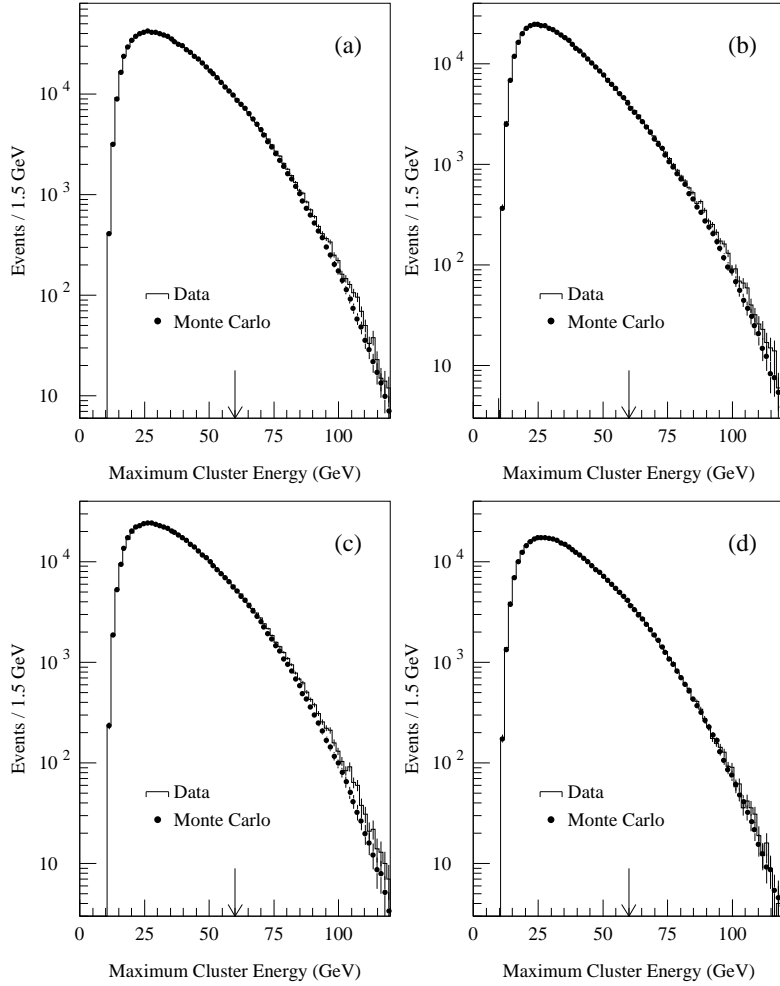 (a)
Events / 1.5 GeV
10^4
10^3
10^2
10
Data
Monte Carlo
0 25 50 75 100
Maximum Cluster Energy (GeV)
(b)
Events / 1.5 GeV
10^4
10^3
10^2
10
Data
Monte Carlo
0 25 50 75 100
Maximum Cluster Energy (GeV)
(c)
Events / 1.5 GeV
10^4
10^3
10^2
10
Data
Monte Carlo
0 25 50 75 100
Maximum Cluster Energy (GeV)
(d)
Events / 1.5 GeV
10^4
10^3
10^2
10
Data
Monte Carlo
0 25 50 75 100
Maximum Cluster Energy (GeV)